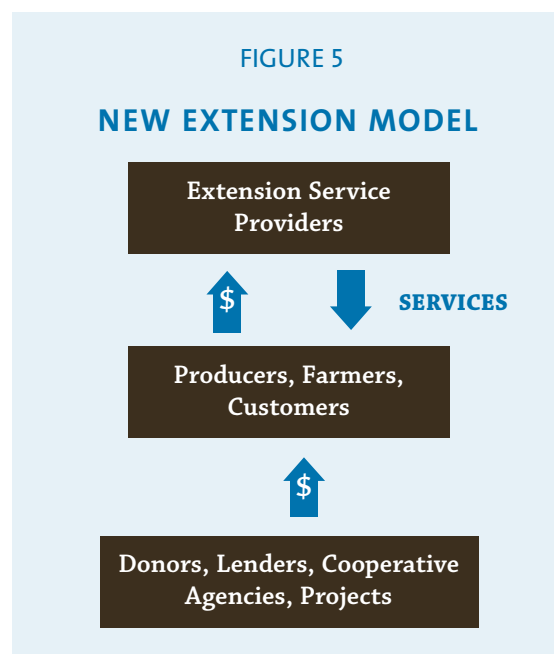 FIGURE 5
NEW EXTENSION MODEL
Extension Service
Providers
$
SERVICES
Producers, Farmers,
Customers
$
Donors, Lenders, Cooperative
Agencies, Projects